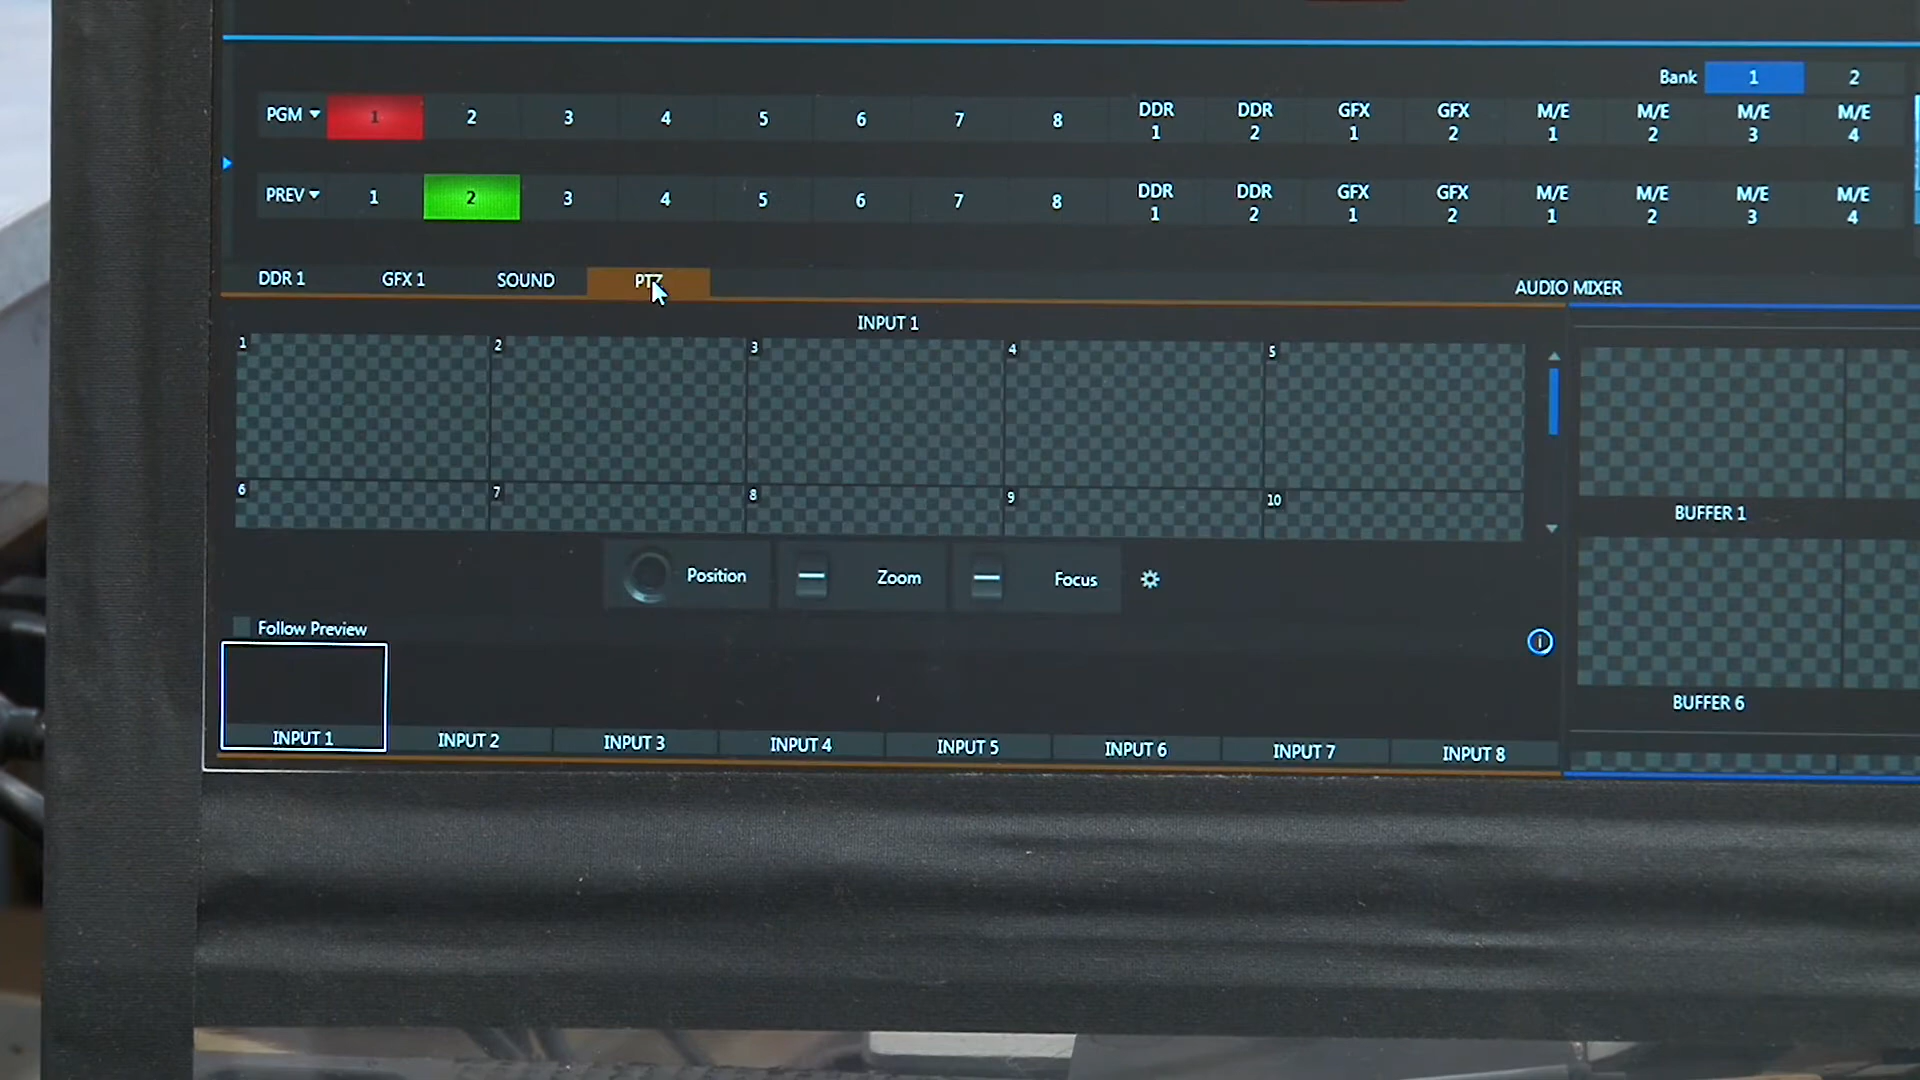 Bank 1 2
PGM 1 2 3 4 5 6 7 8 DDR 1 DDR 2 GFX 1 GFX 2 M/E 1 M/E 2 M/E 3 M/E 4
PREV 1 2 3 4 5 6 7 8 DDR 1 DDR 2 GFX 1 GFX 2 M/E 1 M/E 2 M/E 3 M/E 4
DDR 1 GFX 1 SOUND PTZ AUDIO MIXER
INPUT 1
1 2 3 4 5
6 7 8 9 10
BUFFER 1
Position Zoom Focus
Follow Preview
i
BUFFER 6
INPUT 1 INPUT 2 INPUT 3 INPUT 4 INPUT 5 INPUT 6 INPUT 7 INPUT 8